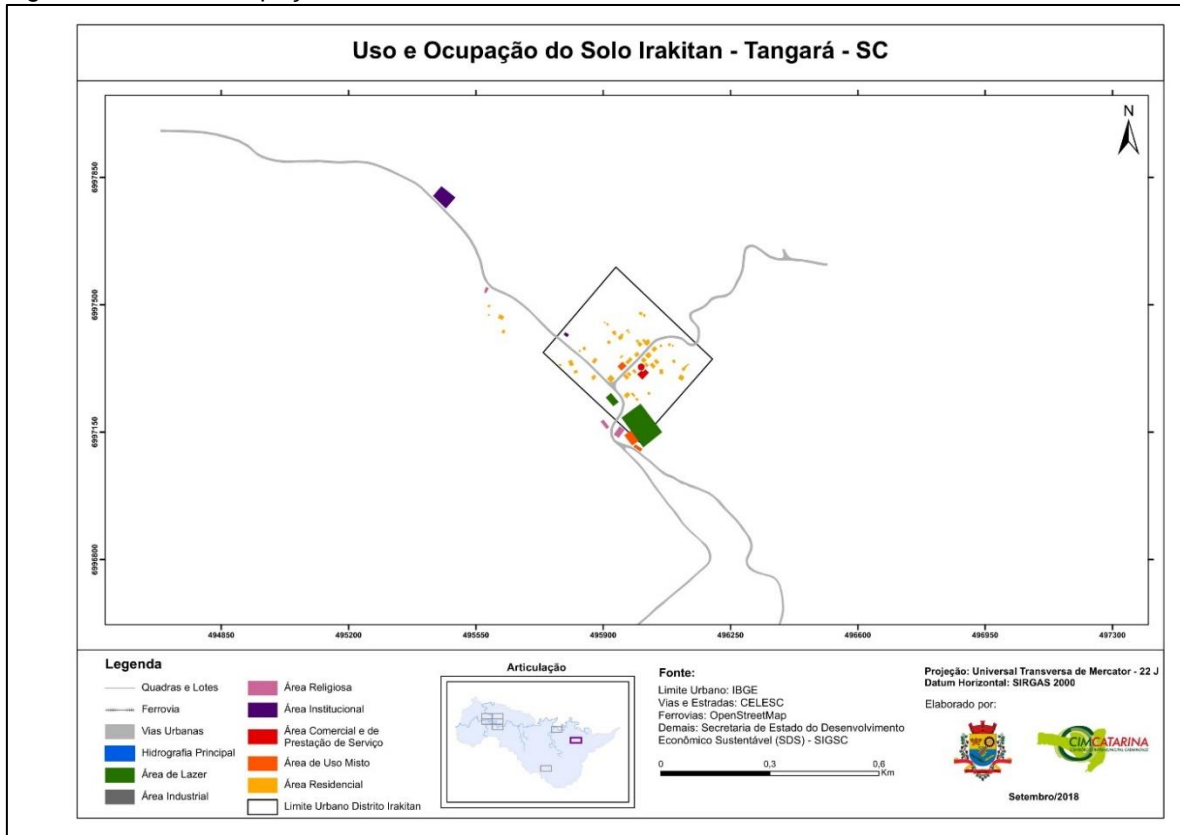 Uso e Ocupação do Solo Irakitan - Tangará - SC
N
6997850
6997500
6997150
6996800
494850 495200 495550 495900 496250 496600 496950 497300
Legenda
Quadras e Lotes
Ferrovia
Vias Urbanas
Hidrografia Principal
Área de Lazer
Área Industrial
Área Religiosa
Área Institucional
Área Comercial e de
Prestação de Serviço
Área de Uso Misto
Área Residencial
Limite Urbano Distrito Irakitan
Articulação
Fonte:
Limite Urbano: IBGE
Vias e Estradas: CELESC
Ferrovias: OpenStreetMap
Demais: Secretaria de Estado do Desenvolvimento
Econômico Sustentável (SDS) - SIGSC
0 0,3 0,6
Km
Projeção: Universal Transversa de Mercator - 22 J
Datum Horizontal: SIRGAS 2000
Elaborado por:
CIMCATARINA
Setembro/2018